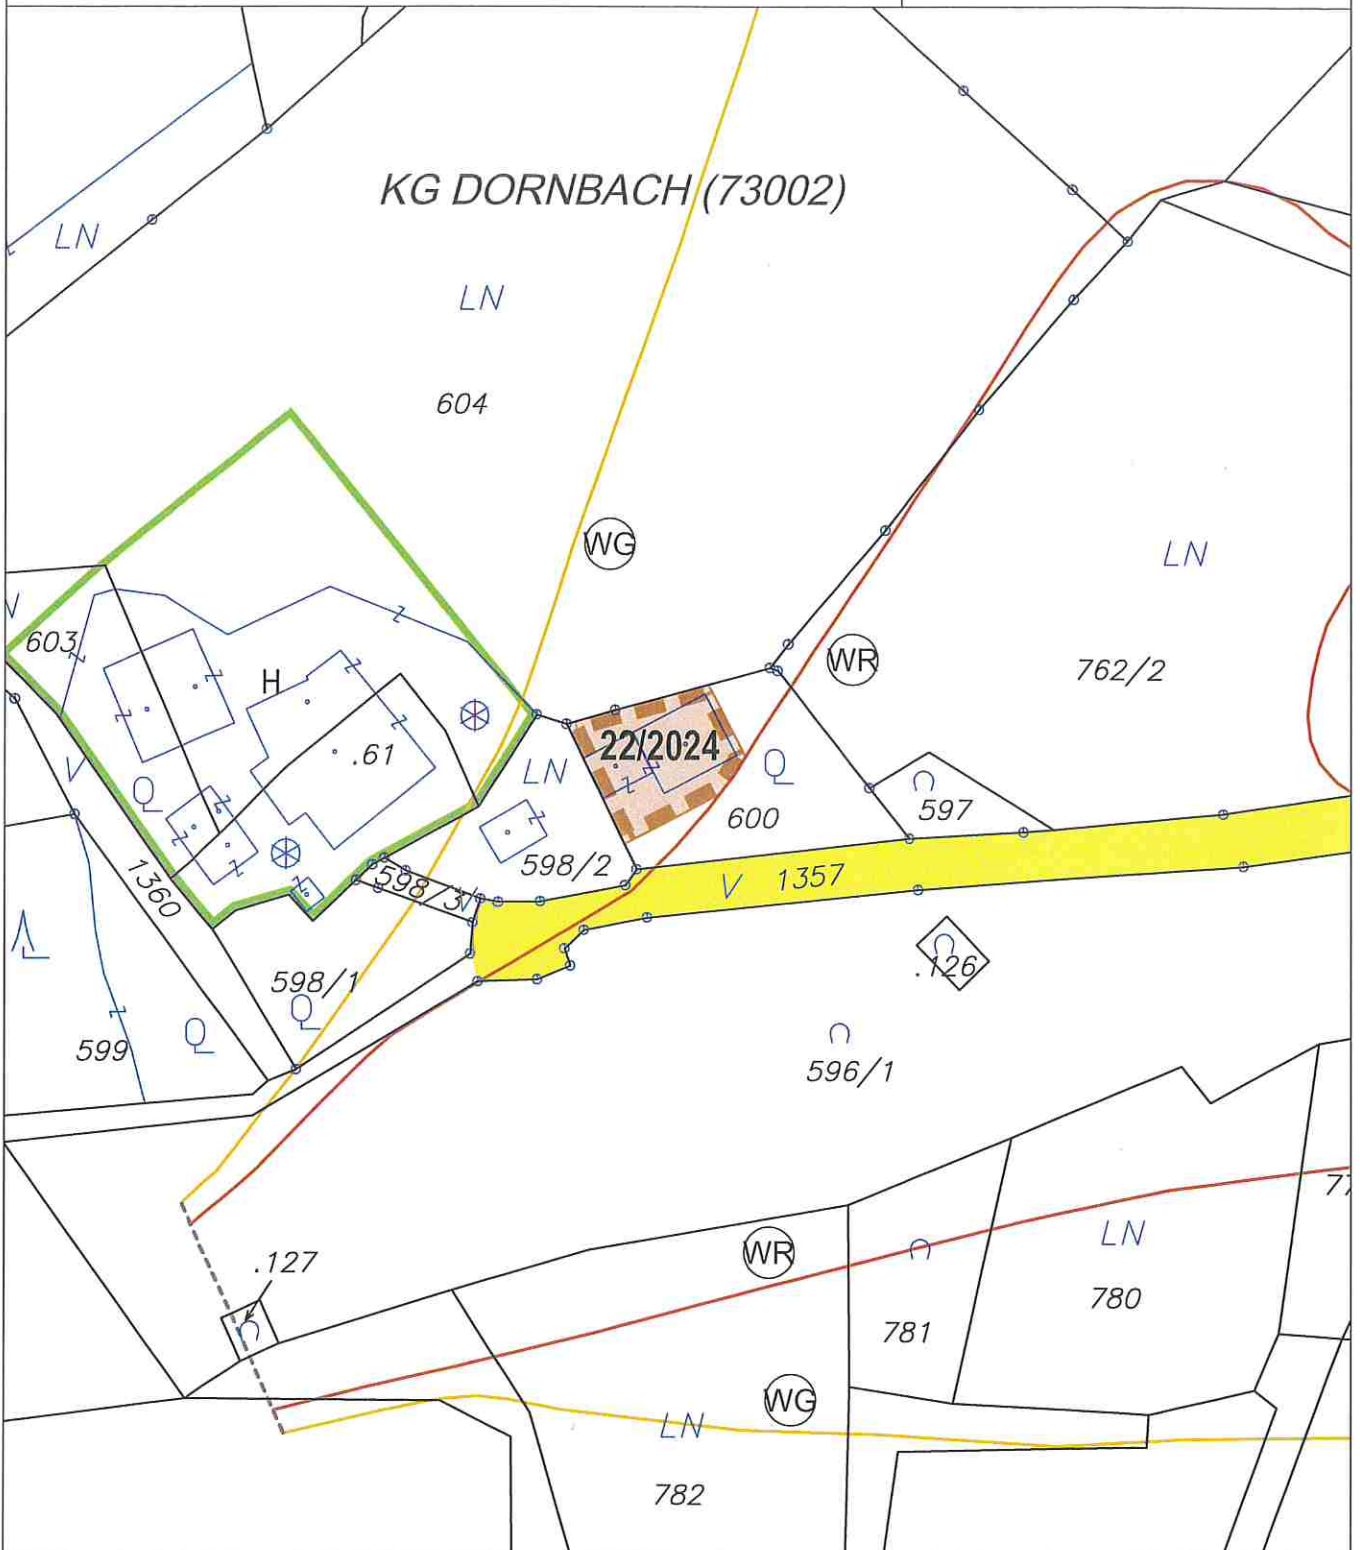 KG DORNBACH (73002)
LN
LN
604
WG
LN
603
WR
762/2
H
22/2024
.61
LN
V
Q
Q
597
600
598/2
V 1357
1360
598/3
V
598/1
.126
Q
Q
599
596/1
.127
WR
LN
77
780
781
WG
LN
782